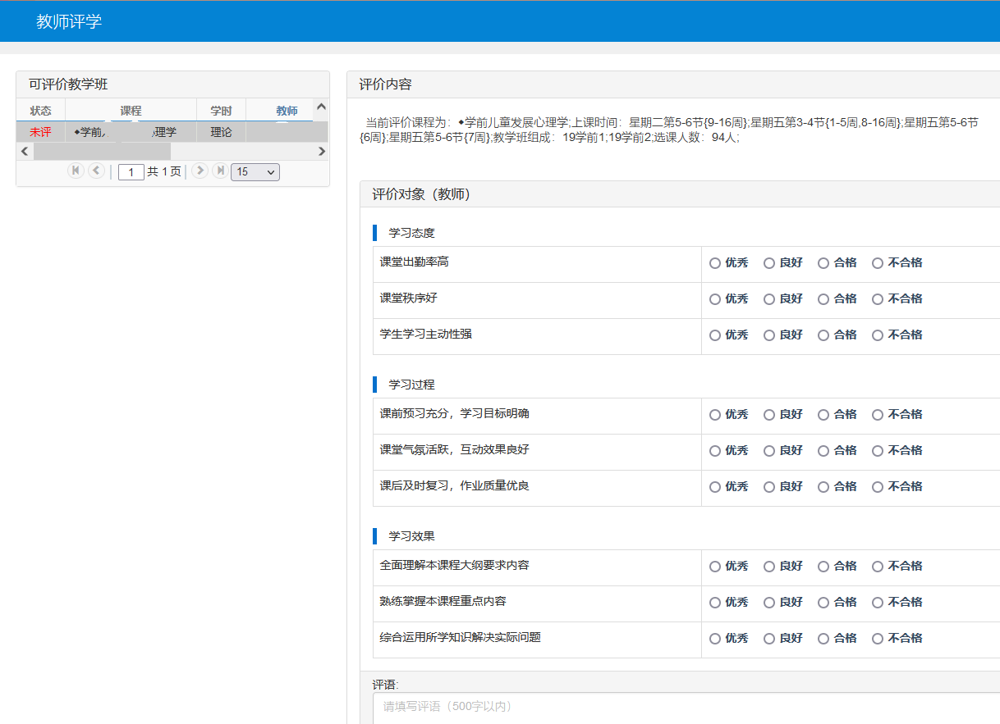 教师评学
可评价教学班
状态 课程 学时 教师
未评 ◆学前 理学 理论
1 共 1 页 15
评价内容
当前评价课程为：◆学前儿童发展心理学;上课时间：星期二第5-6节{9-16周};星期五第3-4节{1-5周,8-16周};星期五第5-6节
{6周};星期五第5-6节{7周};教学班组成：19学前1;19学前2;选课人数：94人;
评价对象（教师）
学习态度
课堂出勤率高 优秀 良好 合格 不合格
课堂秩序好 优秀 良好 合格 不合格
学生学习主动性强 优秀 良好 合格 不合格
学习过程
课前预习充分，学习目标明确 优秀 良好 合格 不合格
课堂气氛活跃，互动效果良好 优秀 良好 合格 不合格
课后及时复习，作业质量优良 优秀 良好 合格 不合格
学习效果
全面理解本课程大纲要求内容 优秀 良好 合格 不合格
熟练掌握本课程重点内容 优秀 良好 合格 不合格
综合运用所学知识解决实际问题 优秀 良好 合格 不合格
评语:
请填写评语（500字以内）